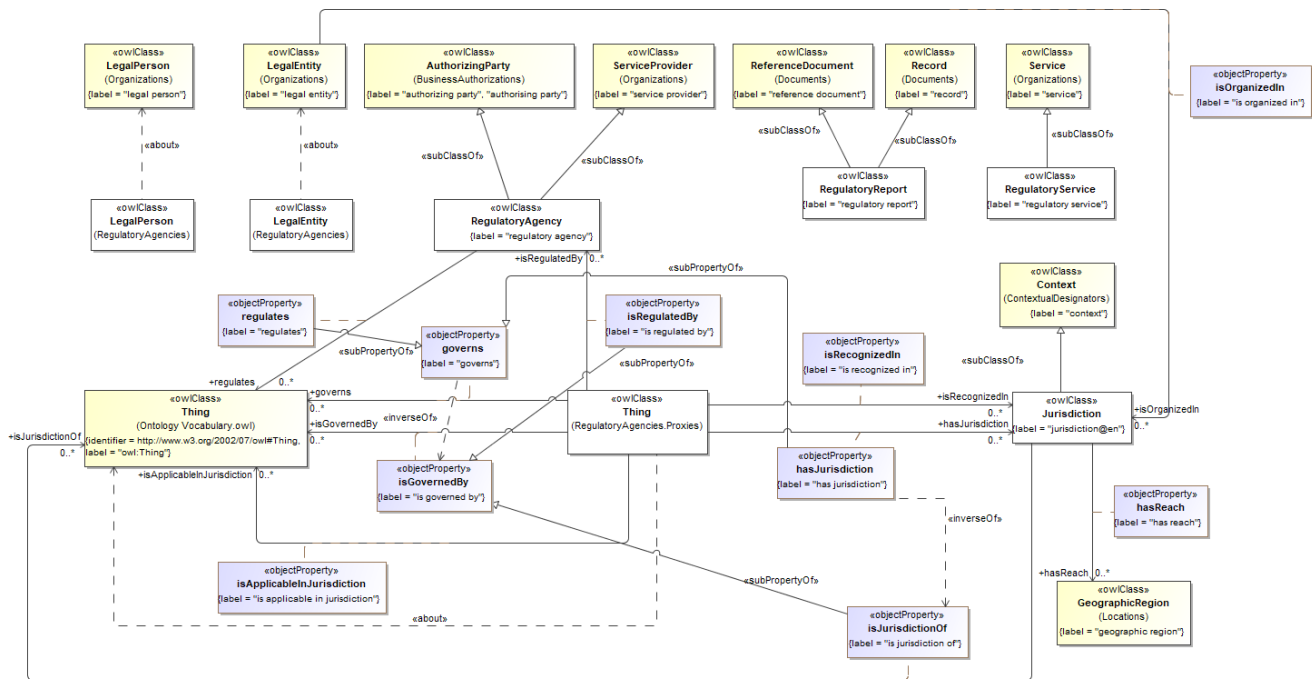 «owlClass»
LegalPerson
(Organizations)
{label = "legal person"}
«owlClass»
LegalEntity
(Organizations)
{label = "legal entity"}
«owlClass»
AuthorizingParty
(BusinessAuthorizations)
{label = "authorizing party", "authorising party"}
«owlClass»
ServiceProvider
(Organizations)
{label = "service provider"}
«owlClass»
ReferenceDocument
(Documents)
{label = "reference document"}
«owlClass»
Record
(Documents)
{label = "record"}
«owlClass»
Service
(Organizations)
{label = "service"}
«objectProperty»
isOrganizedIn
{label = "is organized in"}
«about»
«about»
«subClassOf»
«subClassOf»
«subClassOf»
«subClassOf»
«subClassOf»
«owlClass»
LegalPerson
(RegulatoryAgencies)
«owlClass»
LegalEntity
(RegulatoryAgencies)
«owlClass»
RegulatoryAgency
{label = "regulatory agency"}
«owlClass»
RegulatoryReport
{label = "regulatory report"}
«owlClass»
RegulatoryService
{label = "regulatory service"}
+isRegulatedBy 0..*
«subPropertyOf»
«owlClass»
Context
(ContextualDesignators)
{label = "context"}
«objectProperty»
regulates
{label = "regulates"}
«objectProperty»
governs
{label = "governs"}
«objectProperty»
isRegulatedBy
{label = "is regulated by"}
«objectProperty»
isRecognizedIn
{label = "is recognized in"}
«subPropertyOf»
«subPropertyOf»
«subClassOf»
+regulates 0..*
«owlClass»
Thing
(Ontology Vocabulary.owl)
{identifier = http://www.w3.org/2002/07/owl#Thing,
label = "owl:Thing"}
+governs
0..*
+isGovernedBy
0..*
«inverseOf»
«owlClass»
Thing
(RegulatoryAgencies.Proxies)
+isRecognizedIn
0..*
+hasJurisdiction
0..*
«owlClass»
Jurisdiction
{label = "jurisdiction@en"}
+isOrganizedIn
0..*
+isJurisdictionOf
0..*
+isApplicableInJurisdiction 0..*
«objectProperty»
isGovernedBy
{label = "is governed by"}
«objectProperty»
hasJurisdiction
{label = "has jurisdiction"}
«objectProperty»
hasReach
{label = "has reach"}
«inverseOf»
«objectProperty»
isApplicableInJurisdiction
{label = "is applicable in jurisdiction"}
«subPropertyOf»
+hasReach 0..*
«owlClass»
GeographicRegion
(Locations)
{label = "geographic region"}
«about»
«objectProperty»
isJurisdictionOf
{label = "is jurisdiction of"}